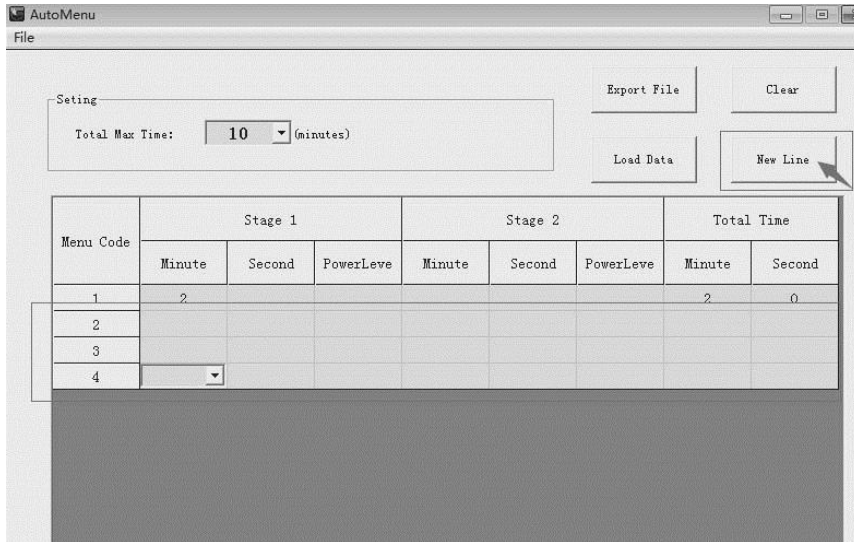 AutoMenu
File
Seting
Total Max Time: 10 (minutes)
Export File Clear
Load Data New Line
Menu Code Stage 1 Stage 2 Total Time
Minute Second PowerLeve Minute Second PowerLeve Minute Second
1 2 2 0
2
3
4